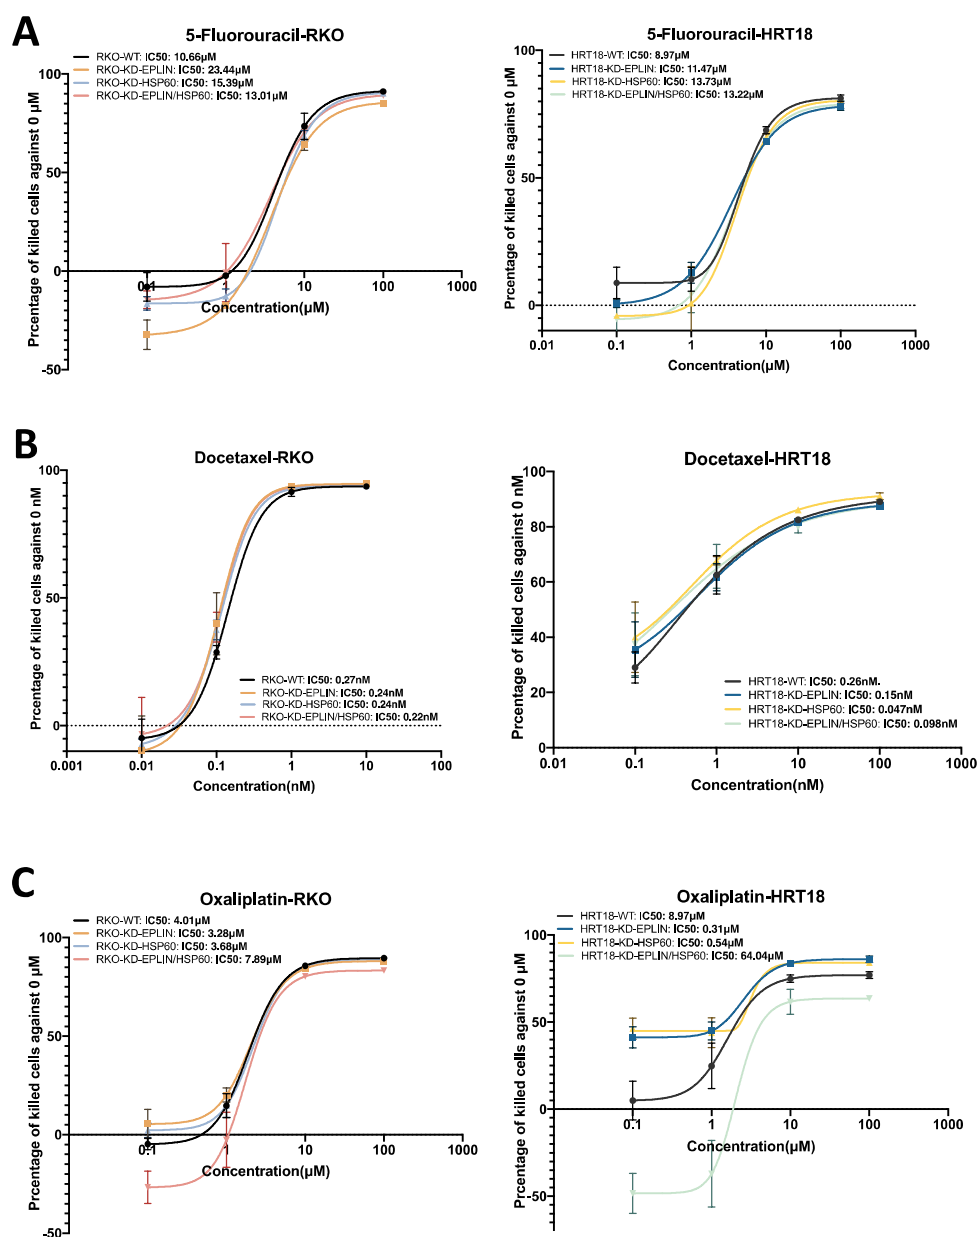 A
5-Fluorouracil-RKO
RKO-WT: IC50: 10.66μM
RKO-KD-EPLIN: IC50: 23.44μM
RKO-KD-HSP60: IC50: 15.39μM
RKO-KD-EPLIN/HSP60: IC50: 13.01μM
Prcentage of killed cells against 0 μM
100
50
0
-50
0.1
1
10
100
1000
Concentration(μM)
5-Fluorouracil-HRT18
HRT18-WT: IC50: 8.97μM
HRT18-KD-EPLIN: IC50: 11.47μM
HRT18-KD-HSP60: IC50: 13.73μM
HRT18-KD-EPLIN/HSP60: IC50: 13.22μM
Prcentage of killed cells against 0 μM
100
50
0
0.01
0.1
1
10
100
1000
Concentration(μM)
B
Docetaxel-RKO
Prcentage of killed cells against 0 nM
100
50
0
RKO-WT: IC50: 0.27nM
RKO-KD-EPLIN: IC50: 0.24nM
RKO-KD-HSP60: IC50: 0.24nM
RKO-KD-EPLIN/HSP60: IC50: 0.22nM
0.001
0.01
0.1
1
10
100
Concentration(nM)
Docetaxel-HRT18
Prcentage of killed cells against 0 nM
100
80
60
40
20
0
HRT18-WT: IC50: 0.26nM.
HRT18-KD-EPLIN: IC50: 0.15nM
HRT18-KD-HSP60: IC50: 0.047nM
HRT18-KD-EPLIN/HSP60: IC50: 0.098nM
0.01
0.1
1
10
100
1000
Concentration(nM)
C
Oxaliplatin-RKO
RKO-WT: IC50: 4.01μM
RKO-KD-EPLIN: IC50: 3.28μM
RKO-KD-HSP60: IC50: 3.68μM
RKO-KD-EPLIN/HSP60: IC50: 7.89μM
Prcentage of killed cells against 0 μM
100
50
0
-50
0.1
1
10
100
1000
Concentration(μM)
Oxaliplatin-HRT18
HRT18-WT: IC50: 8.97μM
HRT18-KD-EPLIN: IC50: 0.31μM
HRT18-KD-HSP60: IC50: 0.54μM
HRT18-KD-EPLIN/HSP60: IC50: 64.04μM
Prcentage of killed cells against 0 μM
100
50
0
-50
0.1
1
10
100
1000
Concentration(μM)